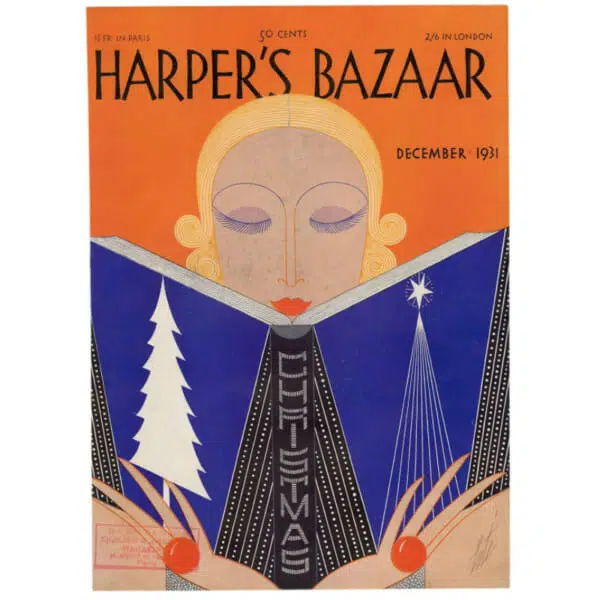 15 FR. IN PARIS
50 CENTS
2/6 IN LONDON
HARPER'S BAZAAR
DECEMBER · 1931
CHRISTMAS